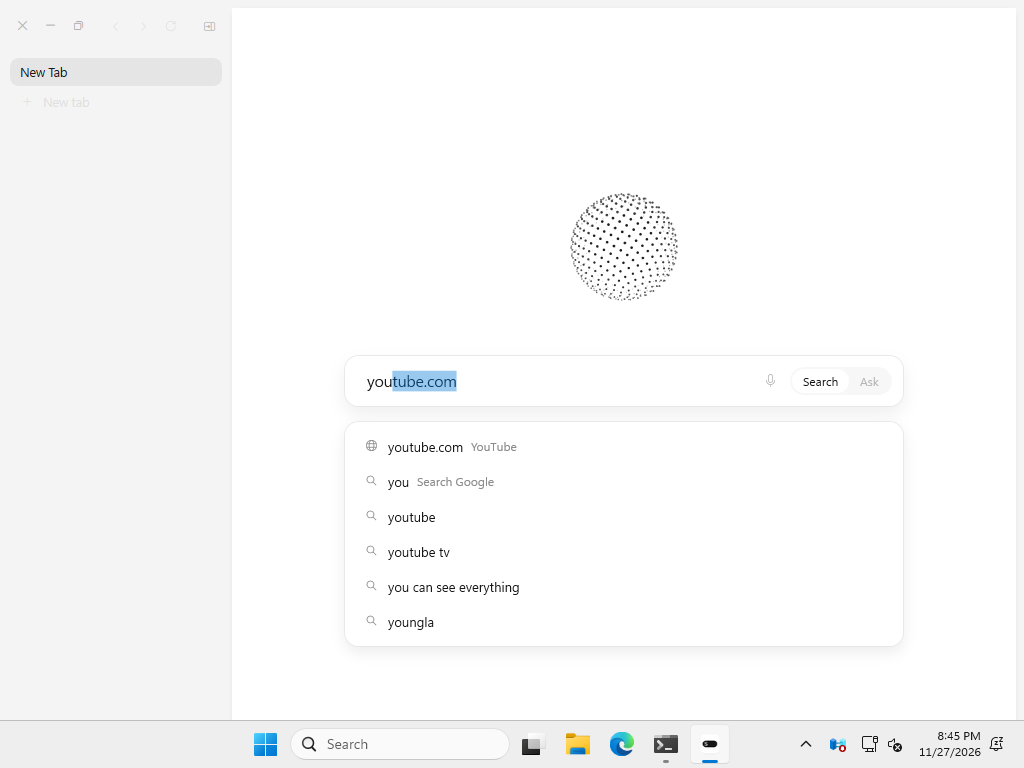 New Tab
New tab
youtube.com
Search
Ask
youtube.com YouTube
you Search Google
youtube
youtube tv
you can see everything
youngla
Search
8:45 PM
11/27/2026